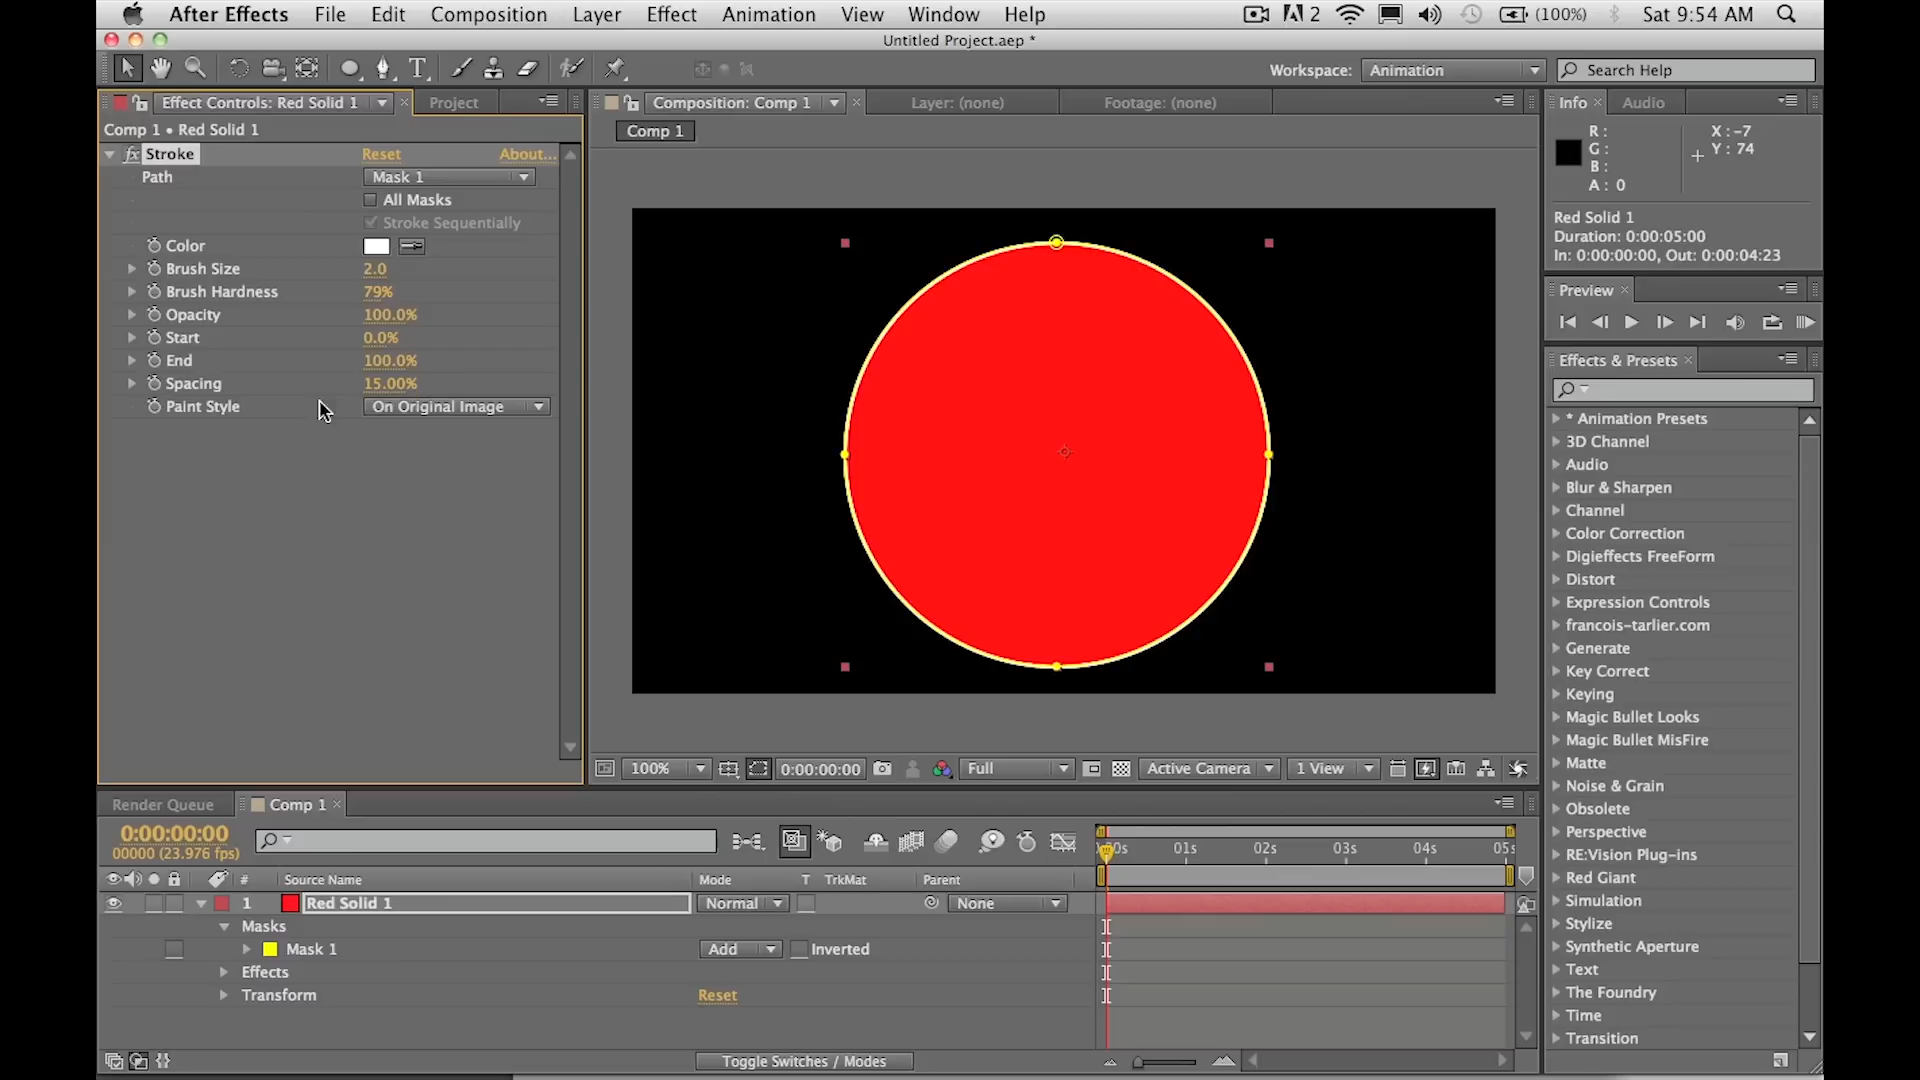 After Effects File Edit Composition Layer Effect Animation View Window Help 2 (100%) Sat 9:54 AM
Untitled Project.aep *
Workspace: Animation Search Help
Effect Controls: Red Solid 1 Project
Comp 1 • Red Solid 1
fx Stroke Reset About...
Path Mask 1
All Masks
Stroke Sequentially
Color
Brush Size 2.0
Brush Hardness 79%
Opacity 100.0%
Start 0.0%
End 100.0%
Spacing 15.00%
Paint Style On Original Image
Composition: Comp 1 Layer: (none) Footage: (none)
Comp 1
100% 0:00:00:00 Full Active Camera 1 View
Info Audio
R : X : -7
G : Y : 74
B :
A : 0
Red Solid 1
Duration: 0:00:05:00
In: 0:00:00:00, Out: 0:00:04:23
Preview
Effects & Presets
* Animation Presets
3D Channel
Audio
Blur & Sharpen
Channel
Color Correction
Digieffects FreeForm
Distort
Expression Controls
francois-tarlier.com
Generate
Key Correct
Keying
Magic Bullet Looks
Magic Bullet MisFire
Matte
Noise & Grain
Obsolete
Perspective
RE:Vision Plug-ins
Red Giant
Simulation
Stylize
Synthetic Aperture
Text
The Foundry
Time
Transition
Render Queue Comp 1
0:00:00:00
00000 (23.976 fps)
01s 02s 03s 04s
# Source Name Mode T TrkMat Parent
1 Red Solid 1 Normal None
Masks
Mask 1 Add Inverted
Effects
Transform Reset
Toggle Switches / Modes